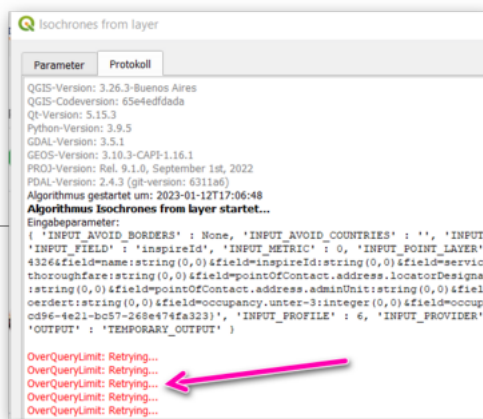 Isochrones from layer
Parameter
Protokoll
QGIS-Version: 3.26.3-Buenos Aires
QGIS-Codeversion: 65e4edfdada
Qt-Version: 5.15.3
Python-Version: 3.9.5
GDAL-Version: 3.5.1
GEOS-Version: 3.10.3-CAPI-1.16.1
PROJ-Version: Rel. 9.1.0, September 1st, 2022
PDAL-Version: 2.4.3 (git-version: 6311a6)
Algorithmus gestartet um: 2023-01-12T17:06:48
Algorithmus Isochrones from layer startet...
Eingabeparameter:
{ 'INPUT_AVOID_BORDERS' : None, 'INPUT_AVOID_COUNTRIES' : '', 'INPUT
'INPUT_FIELD' : 'inspireId', 'INPUT_METRIC' : 0, 'INPUT_POINT_LAYER'
4326&field=name:string(0,0)&field=inspireId:string(0,0)&field=servic
thoroughfare:string(0,0)&field=pointOfContact.address.locatorDesigna
:string(0,0)&field=pointOfContact.address.adminUnit:string(0,0)&fiel
oerdert:string(0,0)&field=occupancy.unter-3:integer(0,0)&field=occup
cd96-4e21-bc57-268e474fa323}', 'INPUT_PROFILE' : 6, 'INPUT_PROVIDER'
'OUTPUT' : 'TEMPORARY_OUTPUT' }
OverQueryLimit: Retrying...
OverQueryLimit: Retrying...
OverQueryLimit: Retrying...
OverQueryLimit: Retrying...
OverQueryLimit: Retrying...